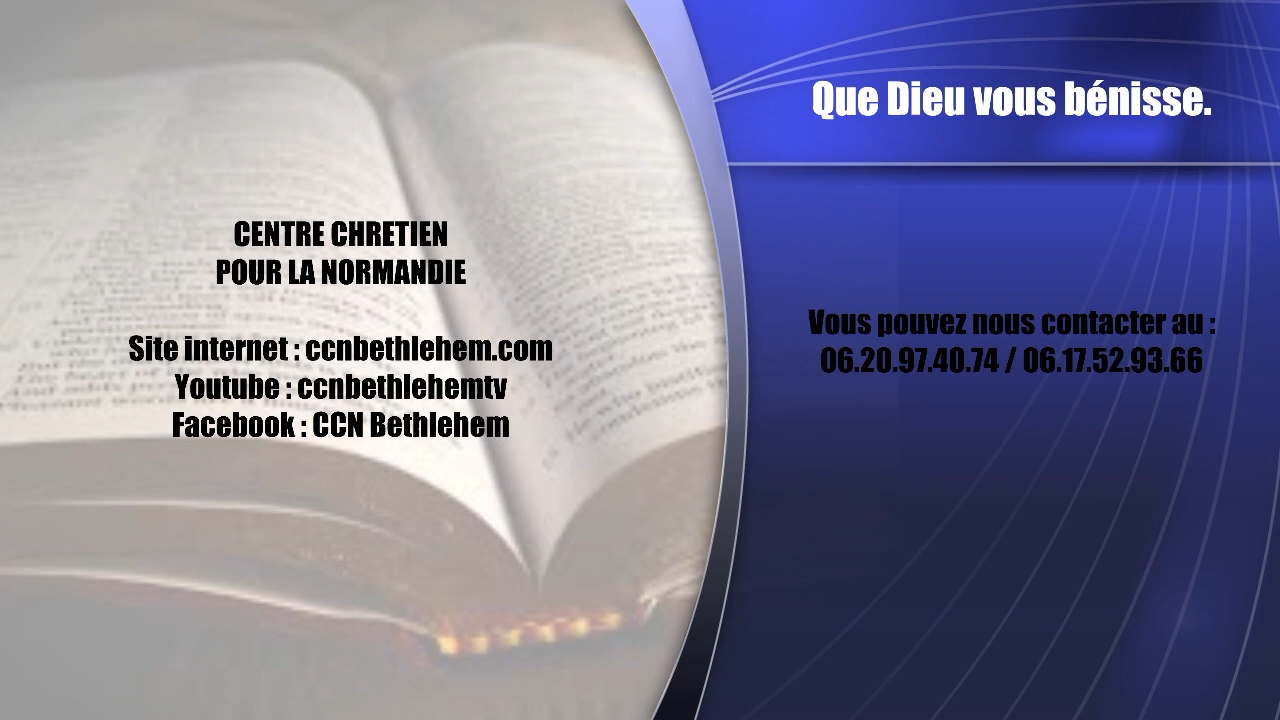 CENTRE CHRETIEN
POUR LA NORMANDIE
Site internet : ccnbethlehem.com
Youtube : ccnbethlehemtv
Facebook : CCN Bethlehem
Que Dieu vous bénisse.
Vous pouvez nous contacter au :
06.20.97.40.74 / 06.17.52.93.66